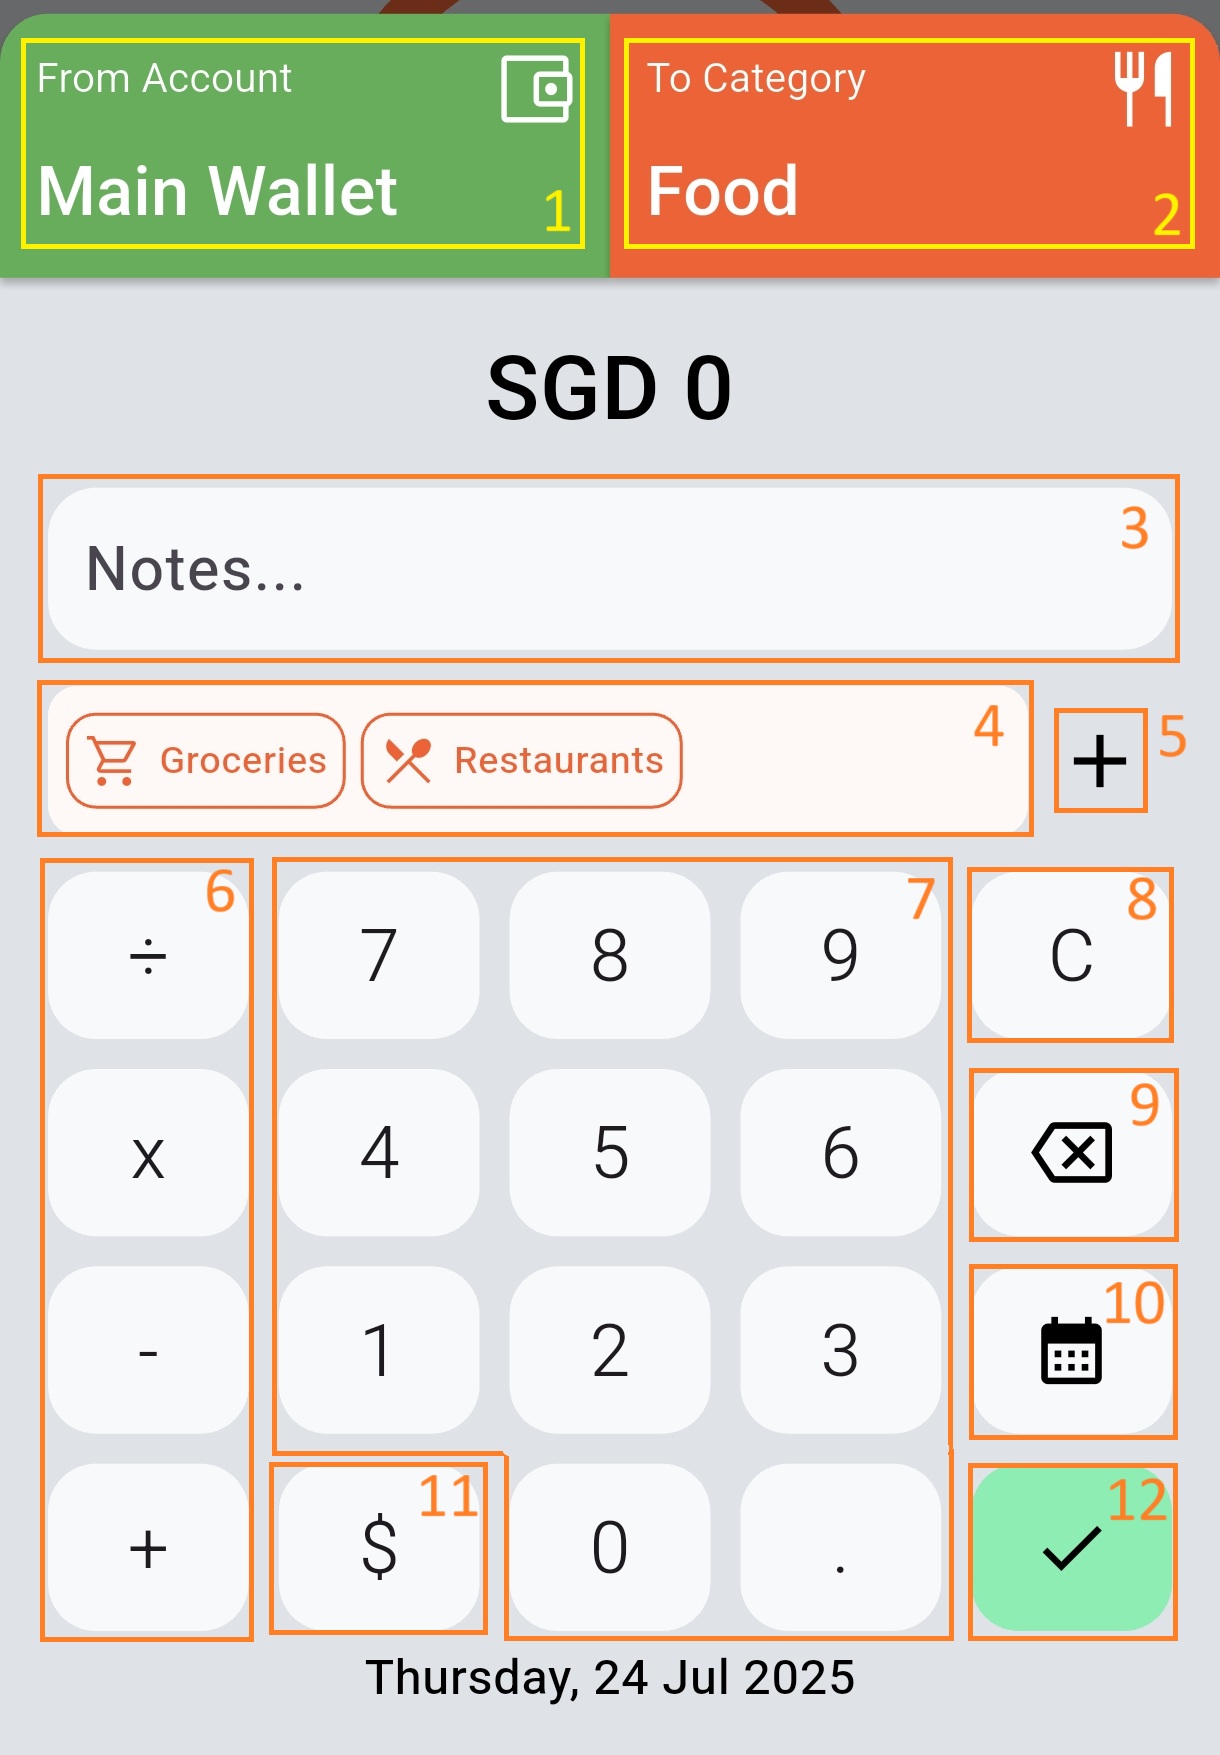 From Account
Main Wallet
1
To Category
Food
2
SGD 0
Notes...
3
Groceries Restaurants
4
+ 5
÷ 6 7 8 9 7 C 8
x 4 5 6 9
- 1 2 3 10
+ $ 11 0 . 12
Thursday, 24 Jul 2025